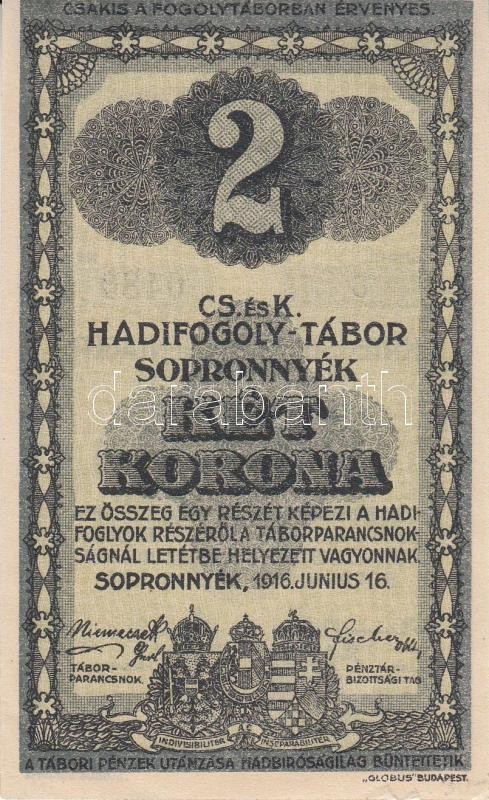 CSAKIS A FOGOLYTÁBORBAN ÉRVÉNYES.
2
CS. ÉS K.
HADIFOGOLY-TÁBOR
SOPRONNYÉK
darabanth
KÉT
KORONA
EZ ÖSSZEG EGY RÉSZÉT KÉPEZI A HADI-
FOGLYOK RÉSZÉRŐL A TÁBORPARANCSNOK-
SÁGNÁL LETÉTBE HELYEZETT VAGYONNAK.
SOPRONNYÉK, 1916. JUNIUS 16.
TÁBOR-
PARANCSNOK.
PÉNZTÁR-
BIZOTTSÁGI TAG
INDIVISIBILITER AC INSEPARABILITER
A TÁBORI PÉNZEK UTÁNZÁSA HADBIRÓSÁGILAG BÜNTETTETIK.
„GLOBUS" BUDAPEST.